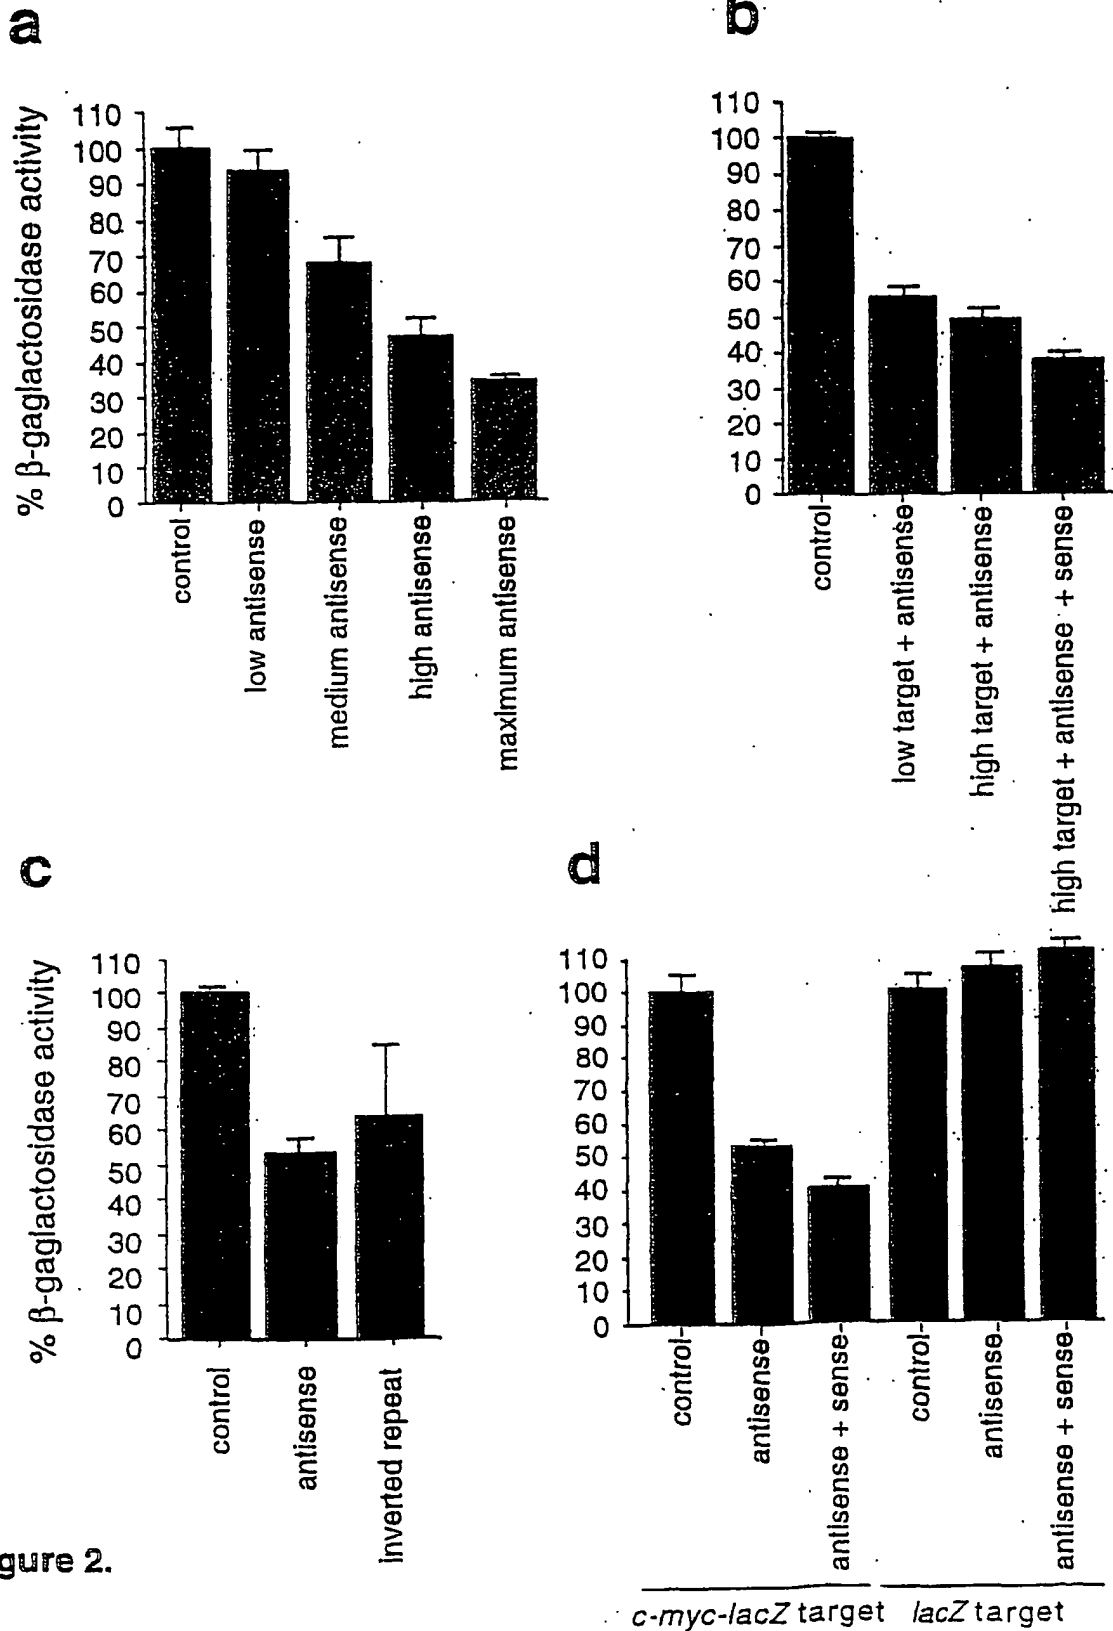 a
% β-gaglactosidase activity
110
100
90
80
70
60
50
40
30
20
10
0
control
low antisense
medium antisense
high antisense
maximum antisense
b
110
100
90
80
70
60
50
40
30
20
10
0
control
low target + antisense
high target + antisense
high target + antisense + sense
c
% β-gaglactosidase activity
110
100
90
80
70
60
50
40
30
20
10
0
control
antisense
inverted repeat
d
110
100
90
80
70
60
50
40
30
20
10
0
control
antisense
antisense + sense
control
antisense
antisense + sense
c-myc-lacZ target
lacZ target
gure 2.